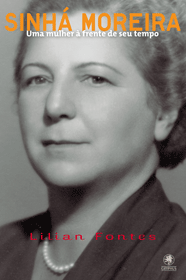 SINHÁ MOREIRA
Uma mulher à frente de seu tempo
Lilian Fontes